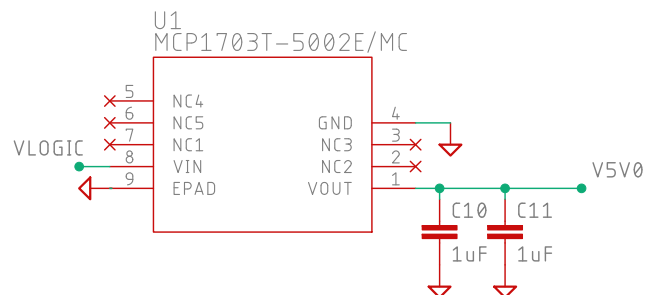 U1
MCP1703T-5002E/MC
5 NC4
6 NC5 GND 4
VLOGIC 7 NC1 NC3 3
8 VIN NC2 2
9 EPAD VOUT 1 V5V0
C10 C11
1uF 1uF